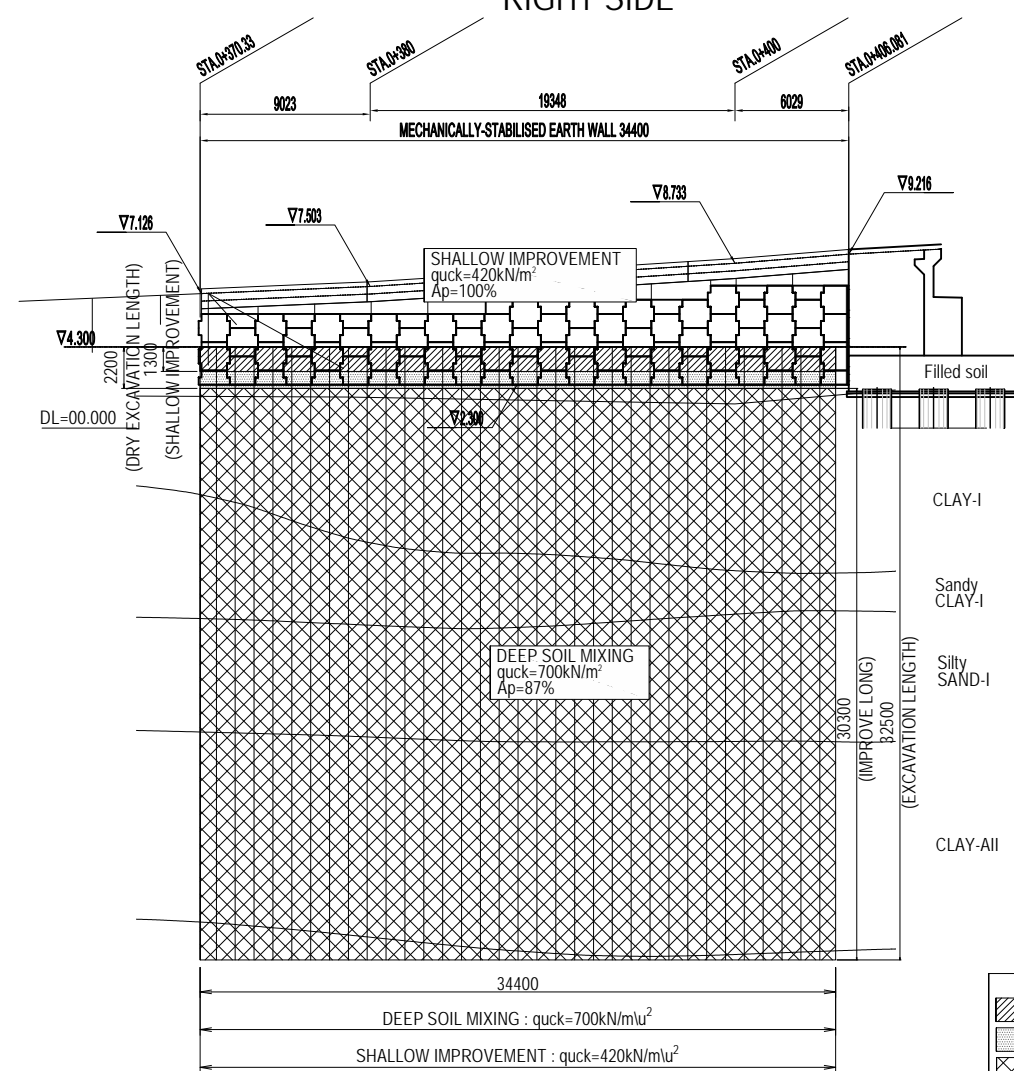 RIGHT SIDE
STA.0+370.33
STA.0+380
STA.0+400
STA.0+406.081
9023
19348
6029
MECHANICALLY-STABILISED EARTH WALL 34400
∇7.126
∇7.503
∇8.733
∇9.216
SHALLOW IMPROVEMENT
quck=420kN/m²
Ap=100%
∇4.300
2200
(DRY EXCAVATION LENGTH)
1300
(SHALLOW IMPROVEMENT)
Filled soil
DL=00.000
∇2.300
CLAY-I
Sandy
CLAY-I
DEEP SOIL MIXING
quck=700kN/m²
Ap=87%
Silty
SAND-I
30300
(IMPROVE LONG)
32500
(EXCAVATION LENGTH)
CLAY-AII
34400
DEEP SOIL MIXING : quck=700kN/m\u²
SHALLOW IMPROVEMENT : quck=420kN/m\u²